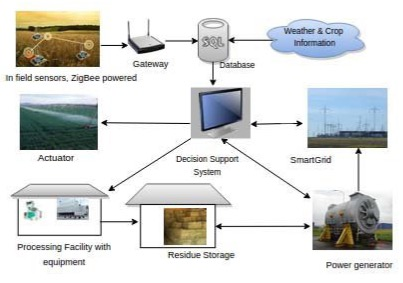 Weather & Crop
Information
SQL
Gateway
Database
In field sensors, ZigBee powered
Actuator
Decision Support
System
SmartGrid
Processing Facility with
equipment
Residue Storage
Power generator